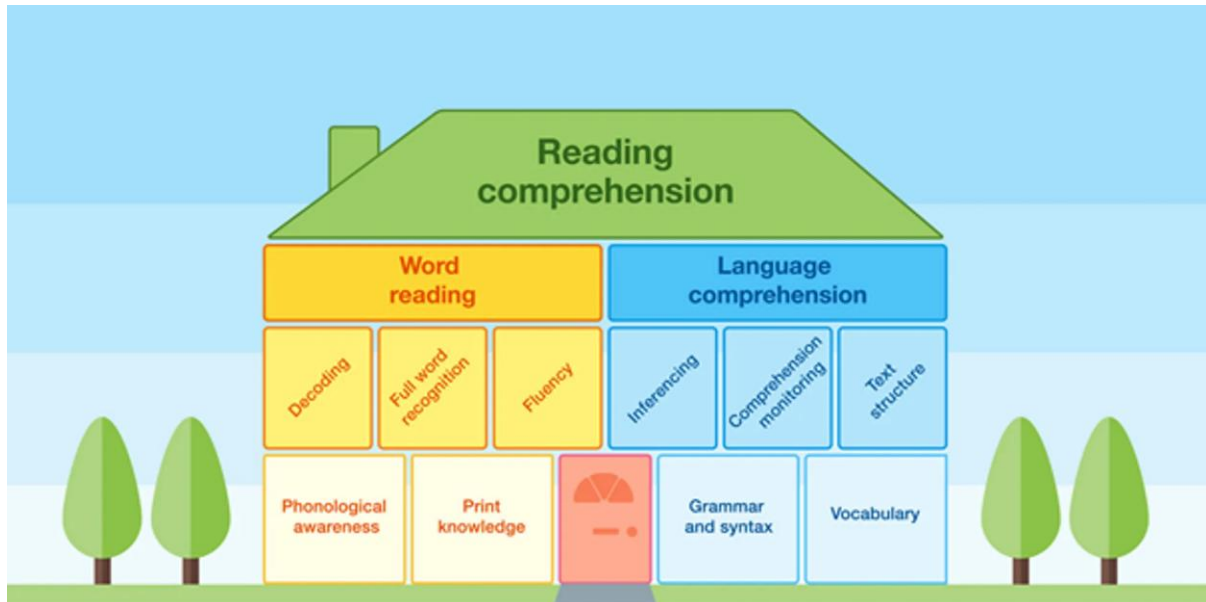 Reading
comprehension
Word
reading
Language
comprehension
Decoding
Full word
recognition
Fluency
Inferencing
Comprehension
monitoring
Text
structure
Phonological
awareness
Print
knowledge
Grammar
and syntax
Vocabulary